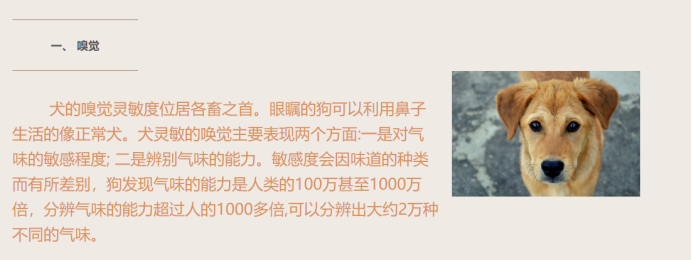 一、 嗅觉
犬的嗅觉灵敏度位居各畜之首。眼瞩的狗可以利用鼻子
生活的像正常犬。犬灵敏的唤觉主要表现两个方面:一是对气
味的敏感程度; 二是辨别气味的能力。敏感度会因味道的种类
而有所差别，狗发现气味的能力是人类的100万甚至1000万
倍，分辨气味的能力超过人的1000多倍,可以分辨出大约2万种
不同的气味。